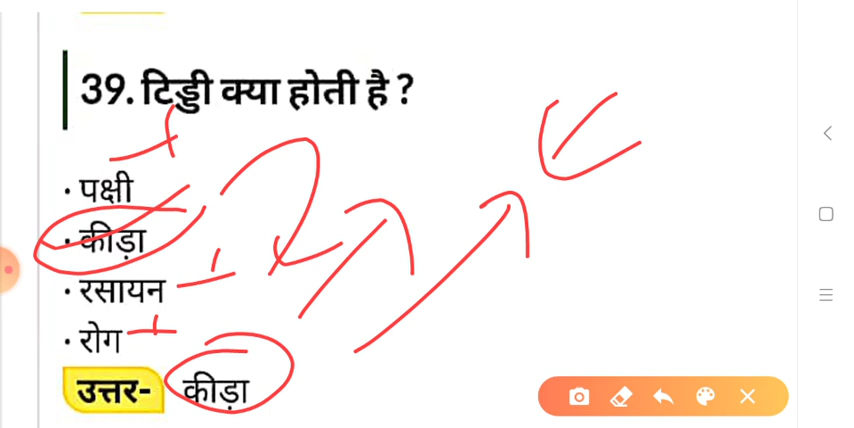 39. टिड्डी क्या होती है ?
· पक्षी
· कीड़ा
· रसायन
· रोग
उत्तर- कीड़ा